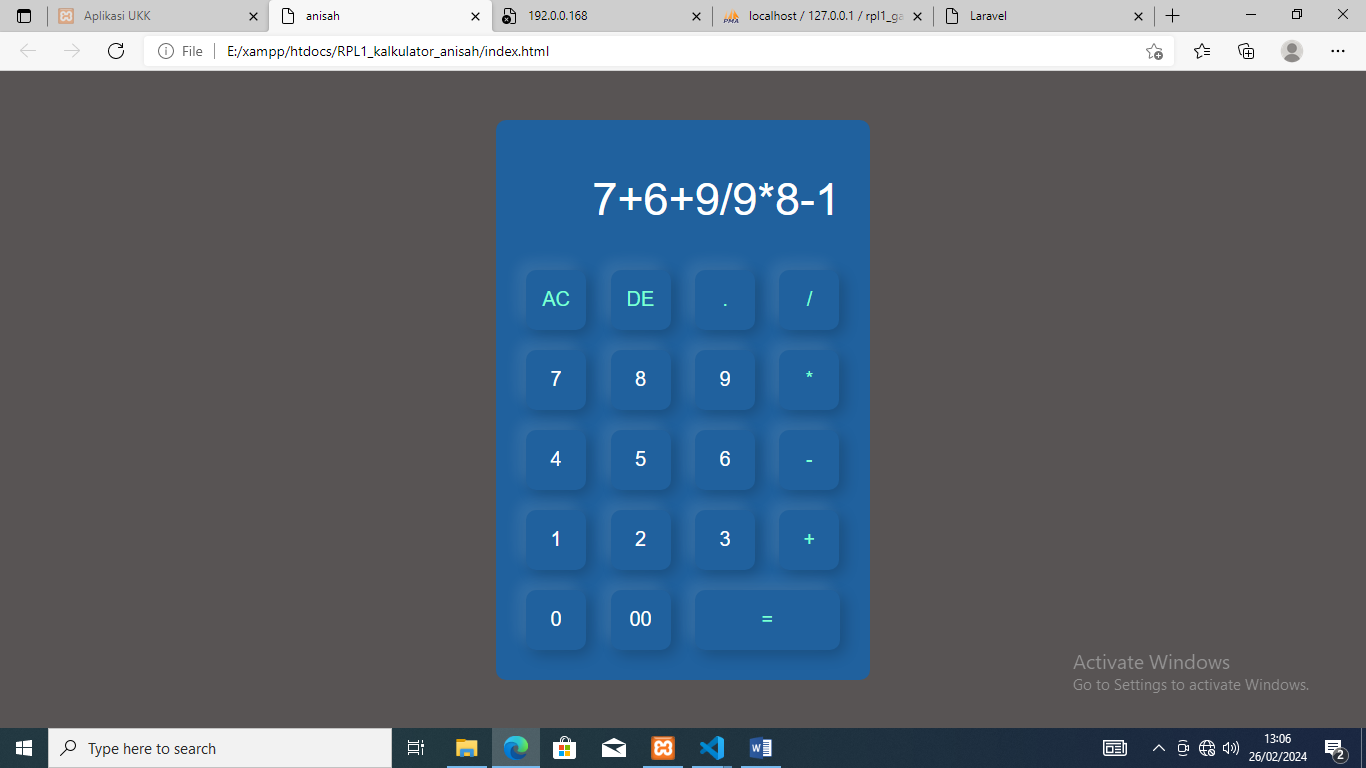 Aplikasi UKK
anisah
192.0.0.168
localhost / 127.0.0.1 / rpl1_ga
Laravel
File
E:/xampp/htdocs/RPL1_kalkulator_anisah/index.html
7+6+9/9*8-1
AC DE . /
7 8 9 *
4 5 6 -
1 2 3 +
0 00 =
Activate Windows
Go to Settings to activate Windows.
Type here to search
13:06
26/02/2024
2